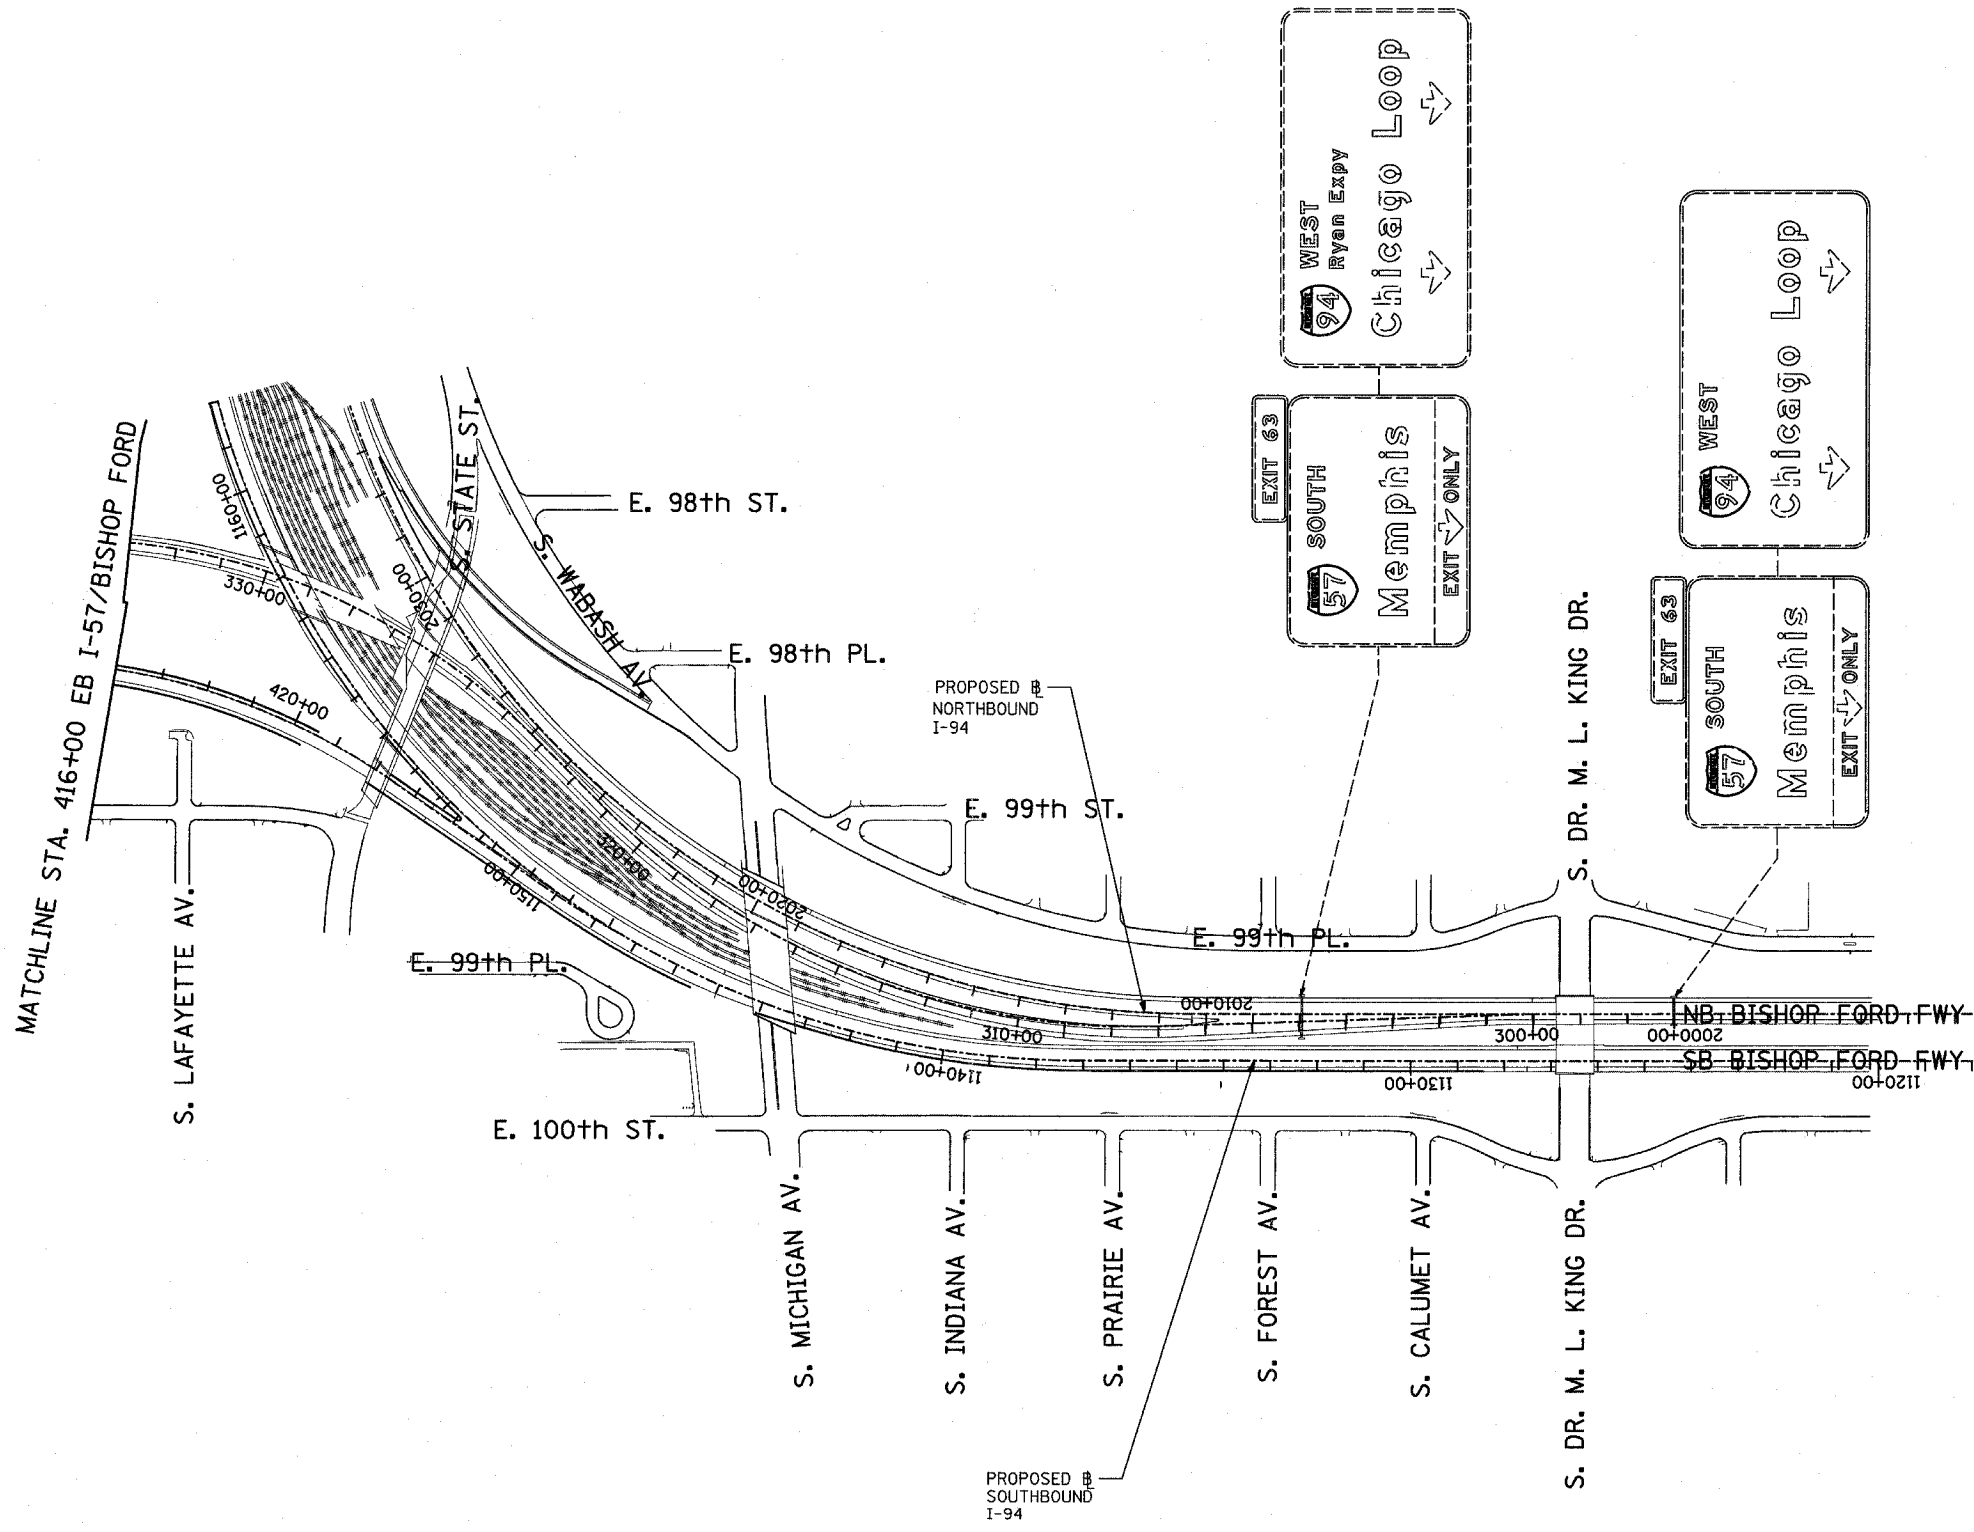 94 WEST
Ryan Expy
Chicago Loop
EXIT 63
57 SOUTH
Memphis
EXIT ONLY
94 WEST
Chicago Loop
EXIT 63
57 SOUTH
Memphis
EXIT ONLY
MATCHLINE STA. 416+00 EB I-57/BISHOP FORD
S. STATE ST.
E. 98th ST.
S. WABASH AV.
E. 98th PL.
1160+00
330+00
2030+00
420+00
PROPOSED BL
NORTHBOUND
I-94
E. 99th ST.
S. DR. M. L. KING DR.
320+00
1150+00
2020+00
S. LAFAYETTE AV.
E. 99th PL.
E. 99th PL.
2010+00
310+00
300+00
2000+00
NB BISHOP FORD FWY
SB BISHOP FORD FWY
1140+00
1130+00
1120+00
E. 100th ST.
S. MICHIGAN AV.
S. INDIANA AV.
S. PRAIRIE AV.
S. FOREST AV.
S. CALUMET AV.
S. DR. M. L. KING DR.
PROPOSED BL
SOUTHBOUND
I-94